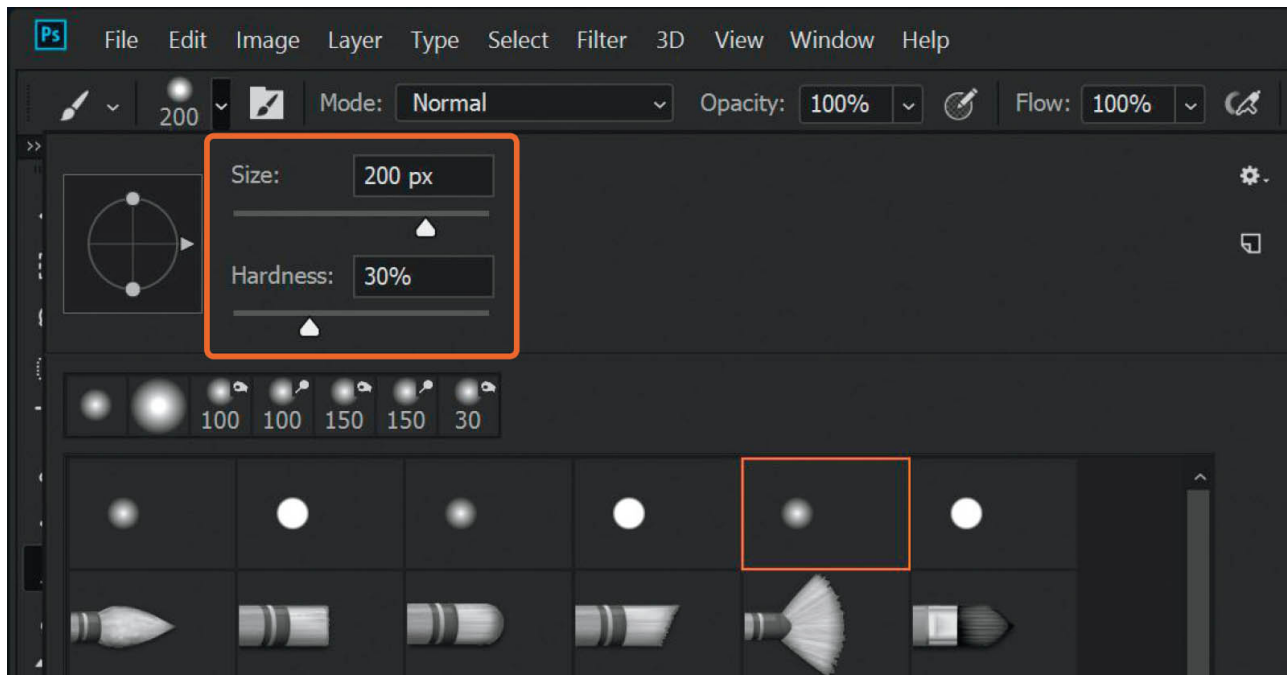 Ps File Edit Image Layer Type Select Filter 3D View Window Help
200 Mode: Normal Opacity: 100% Flow: 100%
Size: 200 px
Hardness: 30%
100 100 150 150 30